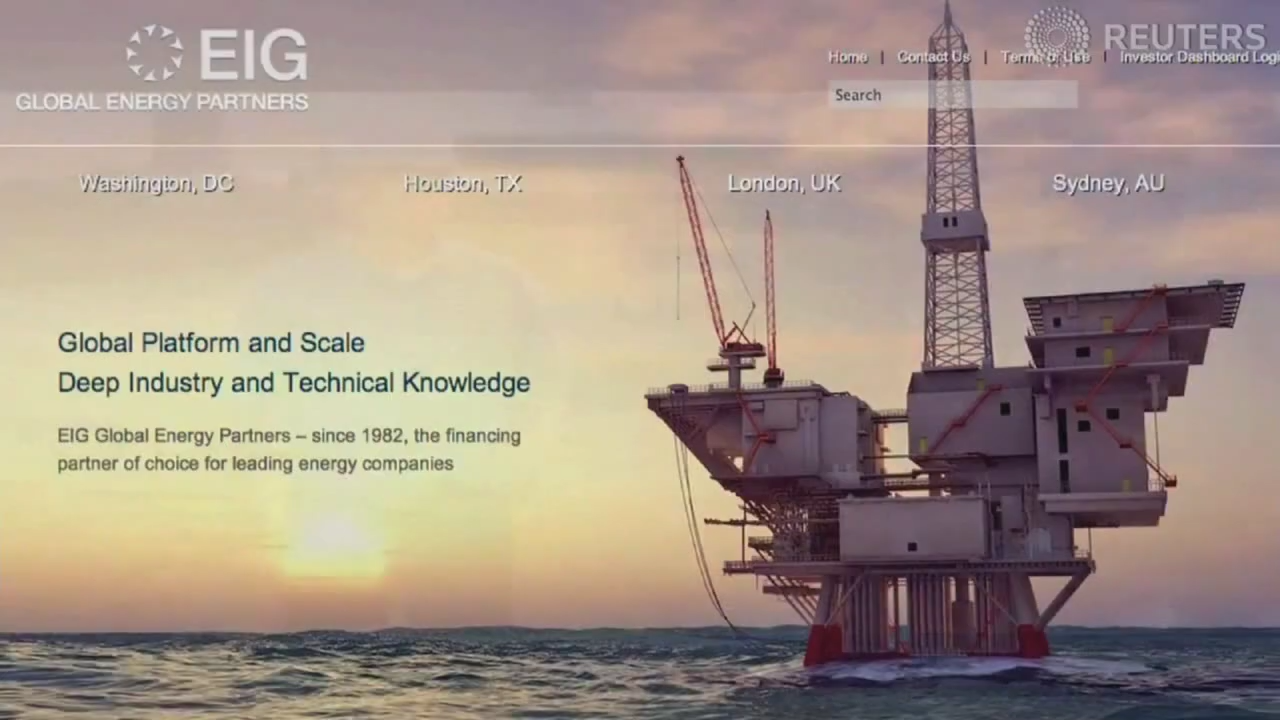 EIG
GLOBAL ENERGY PARTNERS
REUTERS
Home | Contact Us | Terms of Use | Investor Dashboard Logi
Search
Washington, DC
Houston, TX
London, UK
Sydney, AU
Global Platform and Scale
Deep Industry and Technical Knowledge
EIG Global Energy Partners – since 1982, the financing
partner of choice for leading energy companies